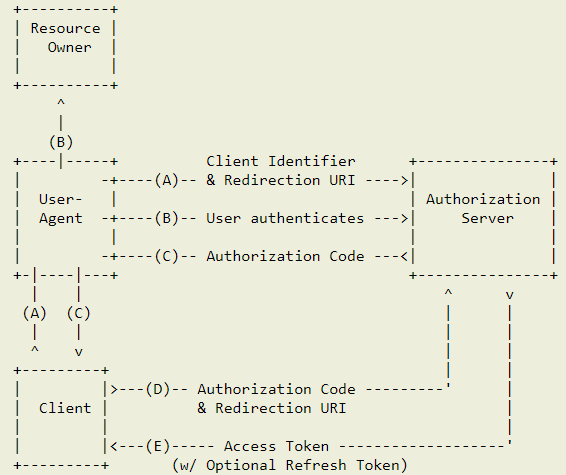 +----------+
| Resource |
|   Owner  |
|          |
+----------+
     ^
     |
    (B)
+----|-----+          Client Identifier      +---------------+
|         -+----(A)-- & Redirection URI ---->|               |
|  User-   |                                 | Authorization |
|  Agent  -+----(B)-- User authenticates --->|     Server    |
|          |                                 |               |
|         -+----(C)-- Authorization Code ---<|               |
+-|----|---+                                 +---------------+
  |    |                                         ^      v
 (A)  (C)                                        |      |
  |    |                                         |      |
  ^    v                                         |      |
+---------+                                      |      |
|         |>---(D)-- Authorization Code ---------'      |
|  Client |          & Redirection URI                  |
|         |                                             |
|         |<---(E)----- Access Token -------------------'
+---------+       (w/ Optional Refresh Token)